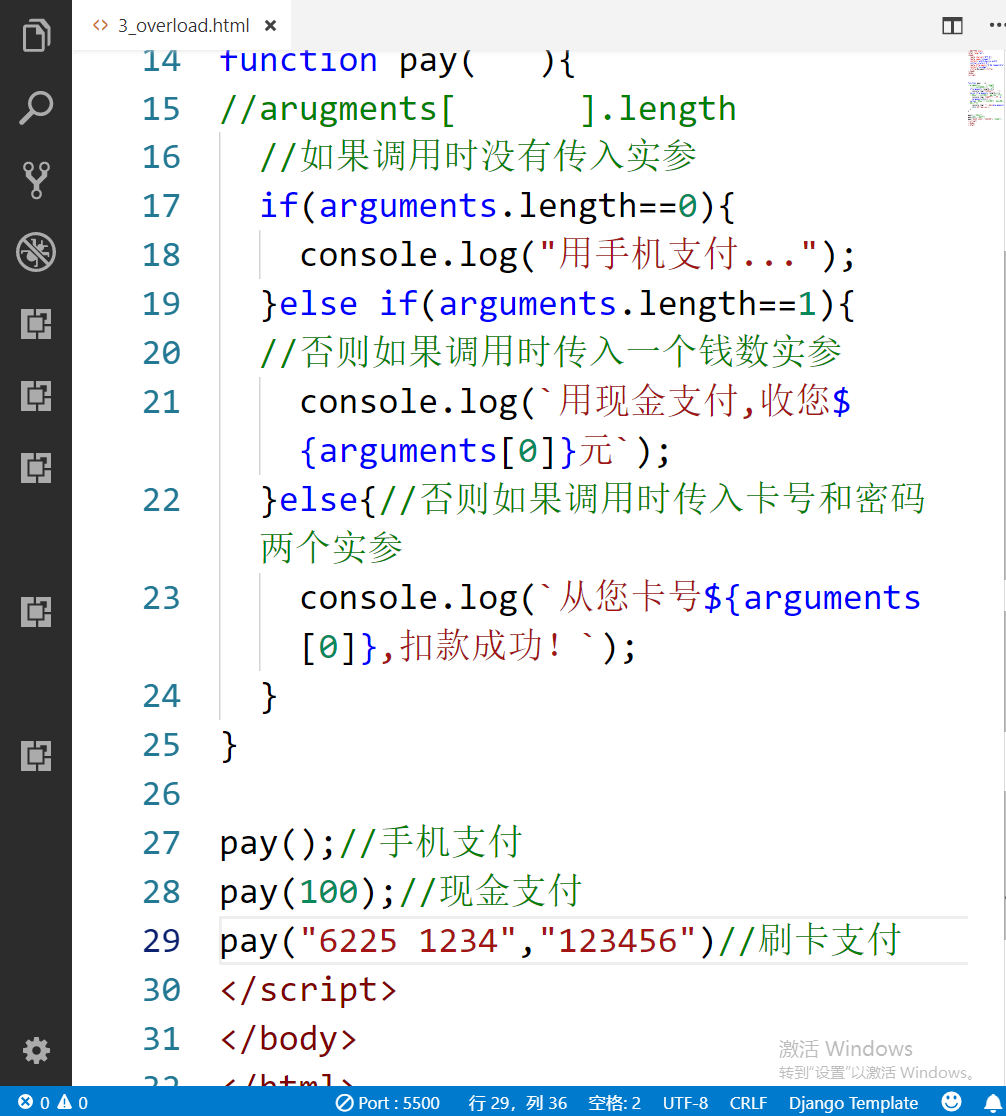 3_overload.html
14 function pay(   ){
15 //arugments[      ].length
16 //如果调用时没有传入实参
17 if(arguments.length==0){
18 console.log("用手机支付...");
19 }else if(arguments.length==1){
20 //否则如果调用时传入一个钱数实参
21 console.log(`用现金支付,收您$
{arguments[0]}元`);
22 }else{//否则如果调用时传入卡号和密码
两个实参
23 console.log(`从您卡号${arguments
[0]},扣款成功！`);
24 }
25 }
26
27 pay();//手机支付
28 pay(100);//现金支付
29 pay("6225 1234","123456")//刷卡支付
30 </script>
31 </body>
32 </html>
激活 Windows
转到“设置”以激活 Windows。
0 0 Port : 5500 行 29，列 36 空格: 2 UTF-8 CRLF Django Template